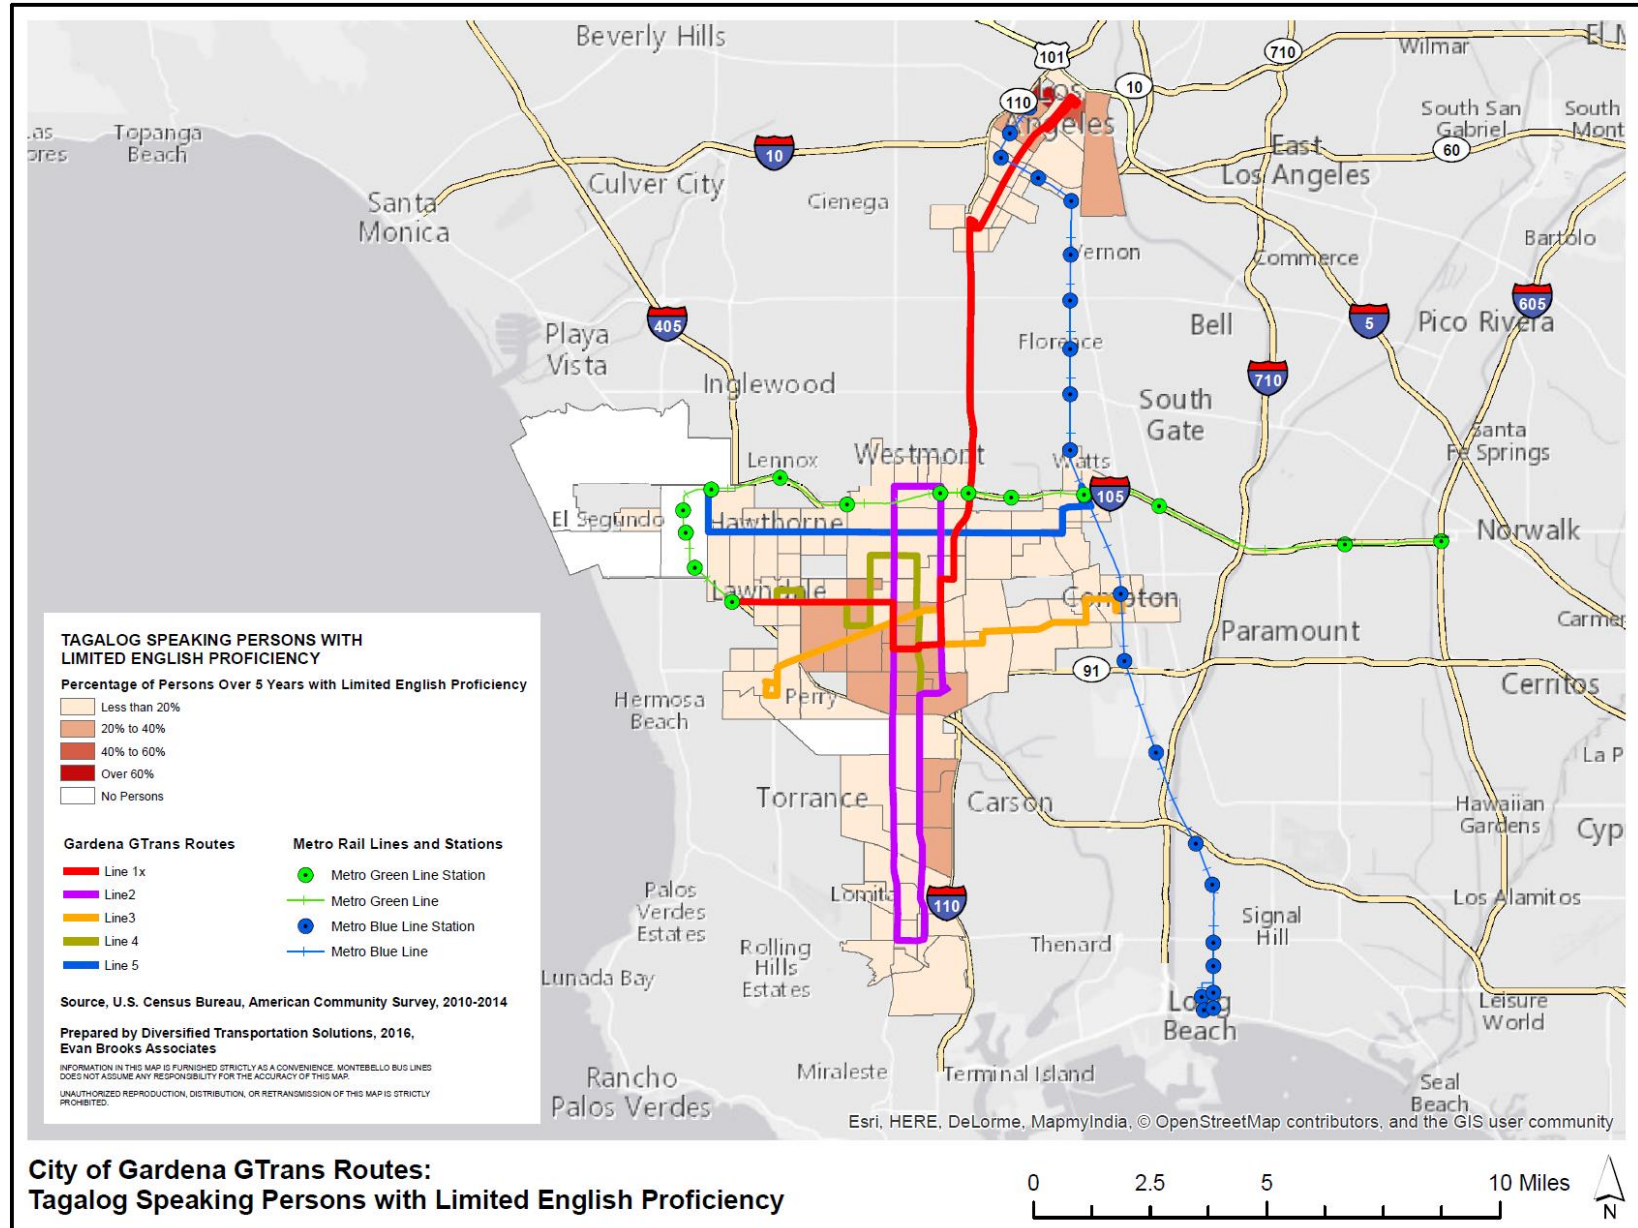 Beverly Hills
Wilmar
El M
710
101
10
110
Los
Angeles
South San
Gabriel
South
Mont
Las
ores
Topanga
Beach
10
East
Los Angeles
60
Culver City
Cienega
Santa
Monica
Vernon
Commerce
Bartolo
405
Playa
Vista
Florence
Bell
5
Pico Rivera
605
710
Inglewood
South
Gate
Santa
Fe Springs
Lennox
Westmont
Watts
105
El Segundo
Hawthorne
Norwalk
Lawndale
Compton
Paramount
Carmen
91
Cerritos
Hermosa
Beach
Perry
La P
Torrance
Carson
Hawaiian
Gardens
Cyp
Palos
Verdes
Estates
Lomita
110
Los Alamitos
Signal
Hill
Rolling
Hills
Estates
Thenard
Lunada Bay
Long
Beach
Leisure
World
Rancho
Palos Verdes
Miraleste
Terminal Island
Seal
Beach
TAGALOG SPEAKING PERSONS WITH
LIMITED ENGLISH PROFICIENCY
Percentage of Persons Over 5 Years with Limited English Proficiency
Less than 20%
20% to 40%
40% to 60%
Over 60%
No Persons
Gardena GTrans Routes
Line 1x
Line2
Line3
Line 4
Line 5
Metro Rail Lines and Stations
Metro Green Line Station
Metro Green Line
Metro Blue Line Station
Metro Blue Line
Source, U.S. Census Bureau, American Community Survey, 2010-2014
Prepared by Diversified Transportation Solutions, 2016,
Evan Brooks Associates
INFORMATION IN THIS MAP IS FURNISHED STRICTLY AS A CONVENIENCE. MONTEBELLO BUS LINES
DOES NOT ASSUME ANY RESPONSIBILITY FOR THE ACCURACY OF THIS MAP.
UNAUTHORIZED REPRODUCTION, DISTRIBUTION, OR RETRANSMISSION OF THIS MAP IS STRICTLY
PROHIBITED.
Esri, HERE, DeLorme, MapmyIndia, © OpenStreetMap contributors, and the GIS user community
City of Gardena GTrans Routes:
Tagalog Speaking Persons with Limited English Proficiency
0 2.5 5 10 Miles
N